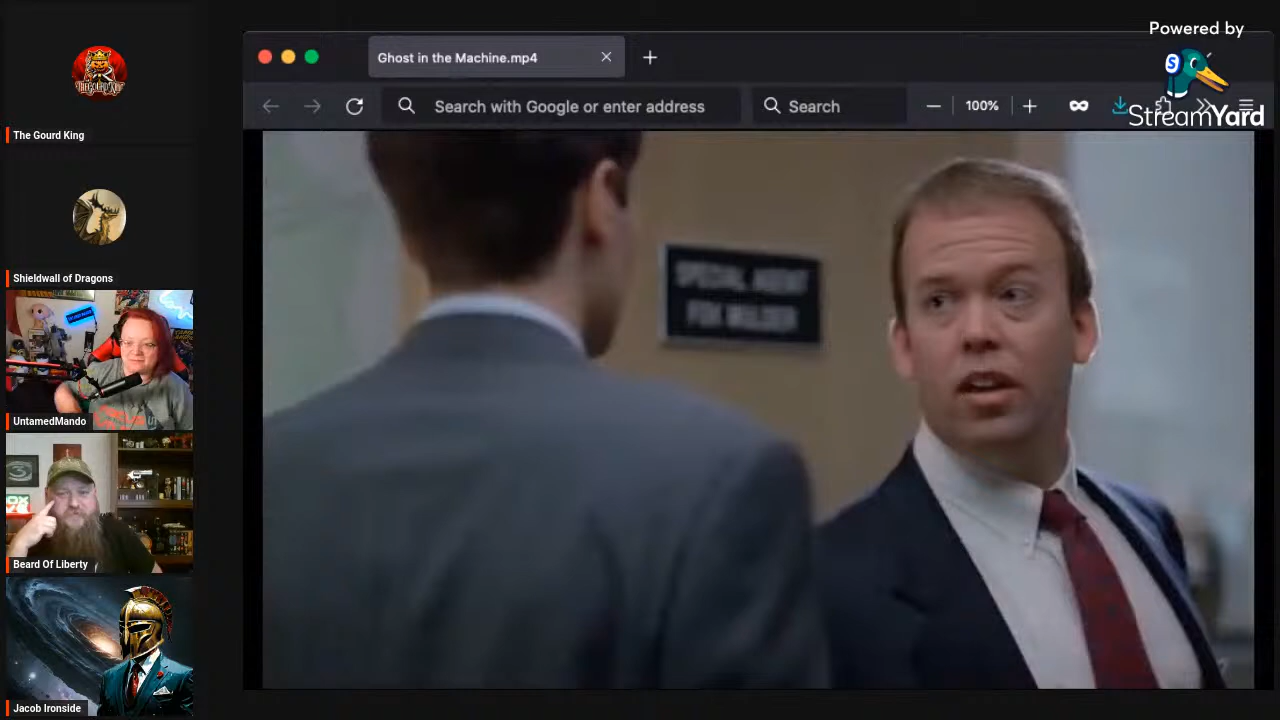 Powered by
StreamYard
Ghost in the Machine.mp4
Search with Google or enter address
Search
100%
The Gourd King
THEGOURDKING
Shieldwall of Dragons
UntamedMando
Beard Of Liberty
Jacob Ironside
SPECIAL AGENT
FOX MULDER